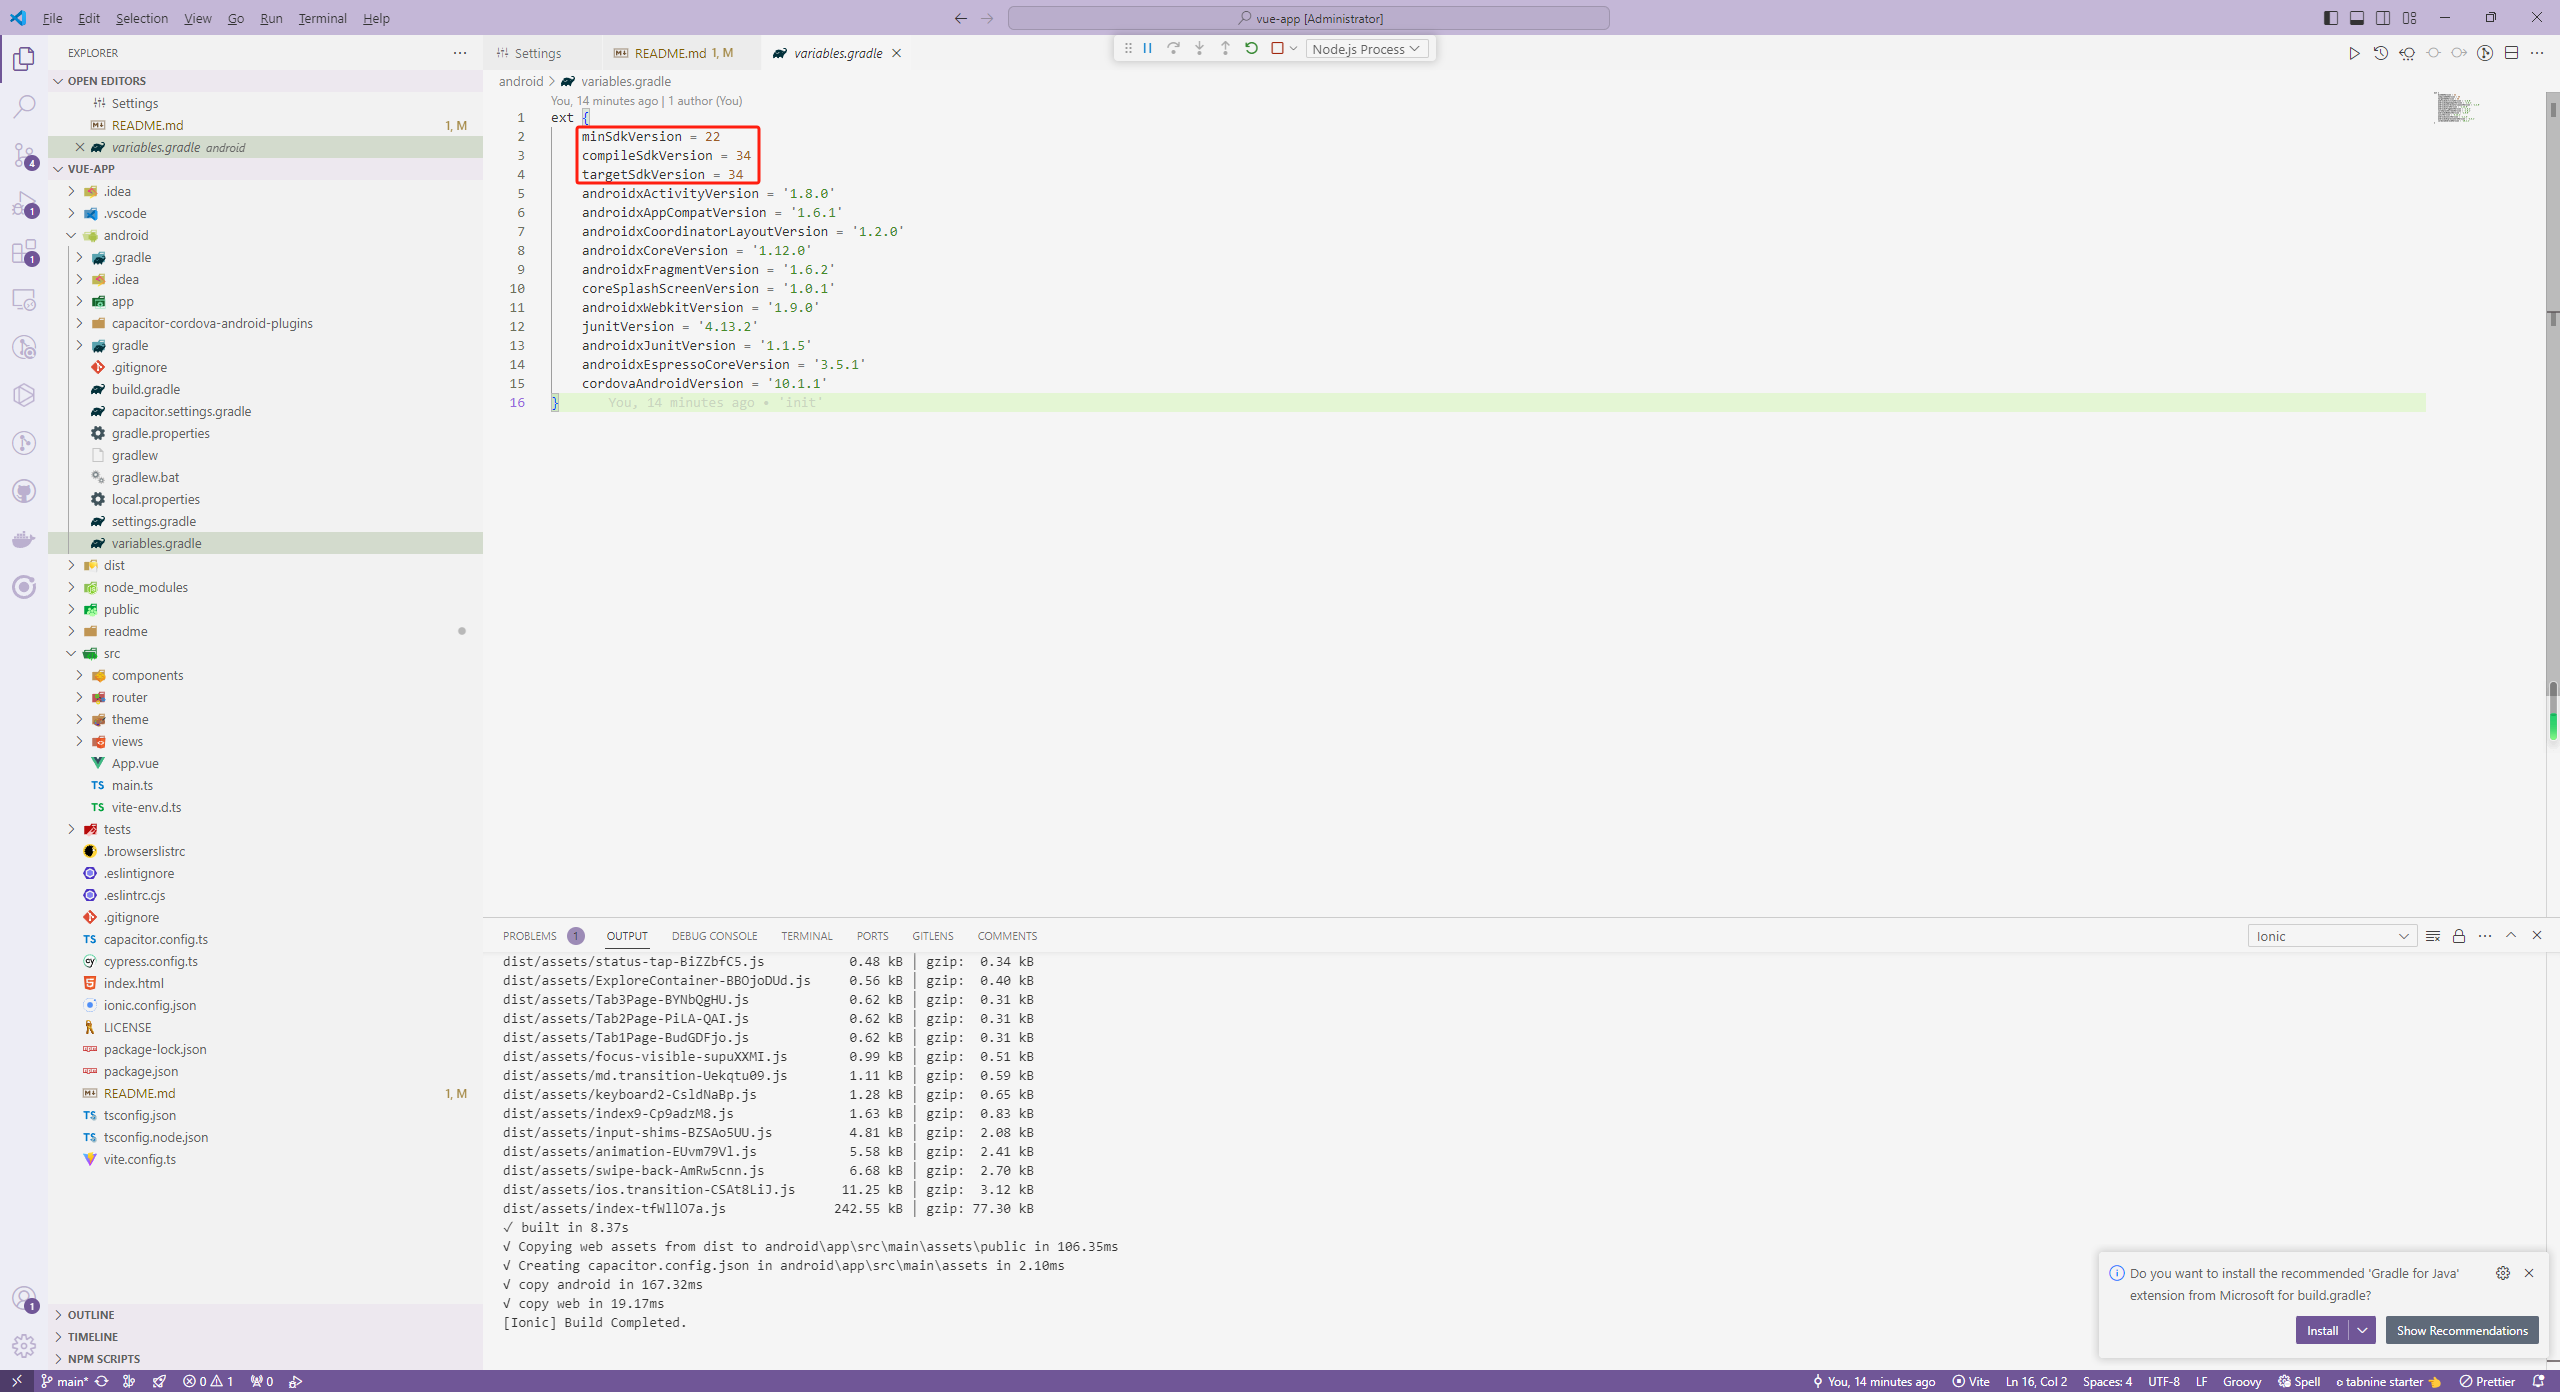 File Edit Selection View Go Run Terminal Help
vue-app [Administrator]
EXPLORER
OPEN EDITORS
Settings
README.md 1, M
variables.gradle android
VUE-APP
.idea
.vscode
android
.gradle
.idea
app
capacitor-cordova-android-plugins
gradle
.gitignore
build.gradle
capacitor.settings.gradle
gradle.properties
gradlew
gradlew.bat
local.properties
settings.gradle
variables.gradle
dist
node_modules
public
readme
src
components
router
theme
views
App.vue
main.ts
vite-env.d.ts
tests
.browserslistrc
.eslintignore
.eslintrc.cjs
.gitignore
capacitor.config.ts
cypress.config.ts
index.html
ionic.config.json
LICENSE
package-lock.json
package.json
README.md 1, M
tsconfig.json
tsconfig.node.json
vite.config.ts
OUTLINE
TIMELINE
NPM SCRIPTS
4
1
1
1
Settings README.md 1, M variables.gradle
Node.js Process
android > variables.gradle
You, 14 minutes ago | 1 author (You)
1 ext {
2 minSdkVersion = 22
3 compileSdkVersion = 34
4 targetSdkVersion = 34
5 androidxActivityVersion = '1.8.0'
6 androidxAppCompatVersion = '1.6.1'
7 androidxCoordinatorLayoutVersion = '1.2.0'
8 androidxCoreVersion = '1.12.0'
9 androidxFragmentVersion = '1.6.2'
10 coreSplashScreenVersion = '1.0.1'
11 androidxWebkitVersion = '1.9.0'
12 junitVersion = '4.13.2'
13 androidxJunitVersion = '1.1.5'
14 androidxEspressoCoreVersion = '3.5.1'
15 cordovaAndroidVersion = '10.1.1'
16 } You, 14 minutes ago • 'init'
PROBLEMS 1 OUTPUT DEBUG CONSOLE TERMINAL PORTS GITLENS COMMENTS
Ionic
dist/assets/status-tap-BiZZbfC5.js 0.48 kB │ gzip: 0.34 kB
dist/assets/ExploreContainer-BBOjoDUd.js 0.56 kB │ gzip: 0.40 kB
dist/assets/Tab3Page-BYNbQgHU.js 0.62 kB │ gzip: 0.31 kB
dist/assets/Tab2Page-PiLA-QAI.js 0.62 kB │ gzip: 0.31 kB
dist/assets/Tab1Page-BudGDFjo.js 0.62 kB │ gzip: 0.31 kB
dist/assets/focus-visible-supuXXMI.js 0.99 kB │ gzip: 0.51 kB
dist/assets/md.transition-Uekqtu09.js 1.11 kB │ gzip: 0.59 kB
dist/assets/keyboard2-CsldNaBp.js 1.28 kB │ gzip: 0.65 kB
dist/assets/index9-Cp9adzM8.js 1.63 kB │ gzip: 0.83 kB
dist/assets/input-shims-BZSAo5UU.js 4.81 kB │ gzip: 2.08 kB
dist/assets/animation-EUvm79Vl.js 5.58 kB │ gzip: 2.41 kB
dist/assets/swipe-back-AmRw5cnn.js 6.68 kB │ gzip: 2.70 kB
dist/assets/ios.transition-CSAt8LiJ.js 11.25 kB │ gzip: 3.12 kB
dist/assets/index-tfWllO7a.js 242.55 kB │ gzip: 77.30 kB
✓ built in 8.37s
√ Copying web assets from dist to android\app\src\main\assets\public in 106.35ms
√ Creating capacitor.config.json in android\app\src\main\assets in 2.10ms
√ copy android in 167.32ms
√ copy web in 19.17ms
[Ionic] Build Completed.
Do you want to install the recommended 'Gradle for Java'
extension from Microsoft for build.gradle?
Install Show Recommendations
main* 0 1 0 You, 14 minutes ago Vite Ln 16, Col 2 Spaces: 4 UTF-8 LF Groovy Spell tabnine starter Prettier